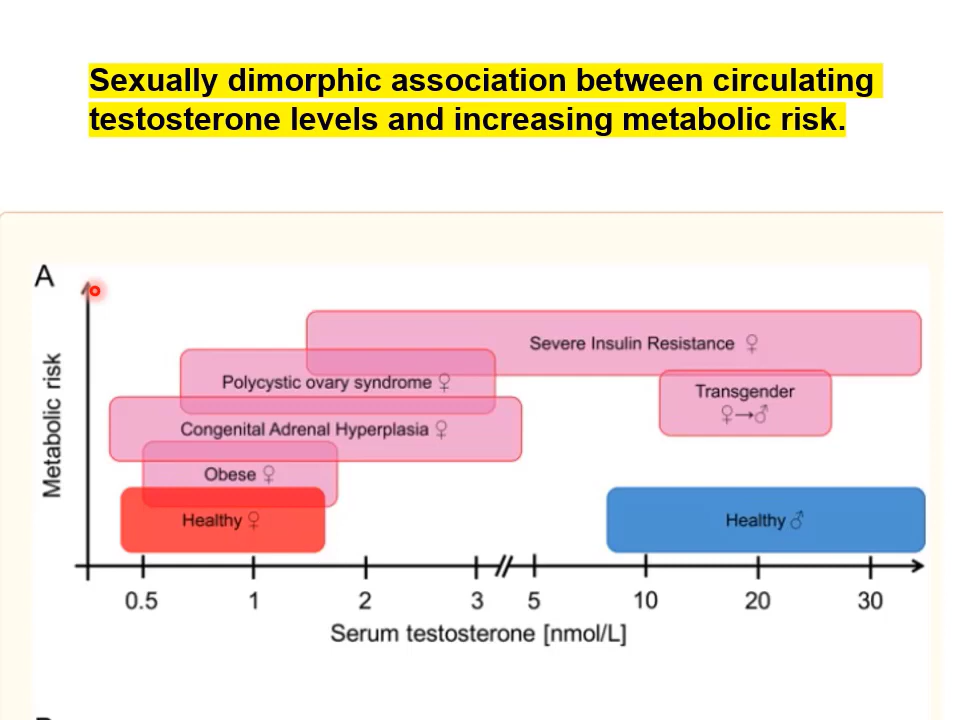 Sexually dimorphic association between circulating
testosterone levels and increasing metabolic risk.
A
Metabolic risk
Severe Insulin Resistance ♀
Polycystic ovary syndrome ♀
Transgender
♀→♂
Congenital Adrenal Hyperplasia ♀
Obese ♀
Healthy ♀
Healthy ♂
0.5 1 2 3 5 10 20 30
Serum testosterone [nmol/L]